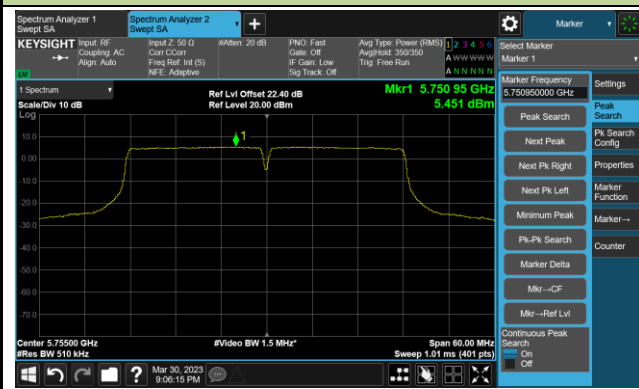 Spectrum Analyzer 1
Swept SA
Spectrum Analyzer 2
Swept SA
Marker
KEYSIGHT
Input: RF
Coupling: AC
Align: Auto
Input Z: 50 Ω
Corr CCorr
Freq Ref: Int (S)
NFE: Adaptive
#Atten: 20 dB
PNO: Fast
Gate: Off
IF Gain: Low
Sig Track: Off
Avg Type: Power (RMS)
Avg|Hold: 350/350
Trig: Free Run
1 2 3 4 5 6
A W W W W W
A N N N N N
Select Marker
Marker 1
LXI
1 Spectrum
Scale/Div 10 dB
Log
Ref Lvl Offset 22.40 dB
Ref Level 20.00 dBm
Mkr1 5.750 95 GHz
5.451 dBm
10.0
0.00
-10.0
-20.0
-30.0
-40.0
-50.0
-60.0
-70.0
1
Center 5.75500 GHz
#Res BW 510 kHz
#Video BW 1.5 MHz*
Span 60.00 MHz
Sweep 1.01 ms (401 pts)
Marker Frequency
5.750950000 GHz
Peak Search
Next Peak
Next Pk Right
Next Pk Left
Minimum Peak
Pk-Pk Search
Marker Delta
Mkr→CF
Mkr→Ref Lvl
Continuous Peak
Search
On
Off
Settings
Peak
Search
Pk Search
Config
Properties
Marker
Function
Marker→
Counter
?
Mar 30, 2023
9:06:15 PM